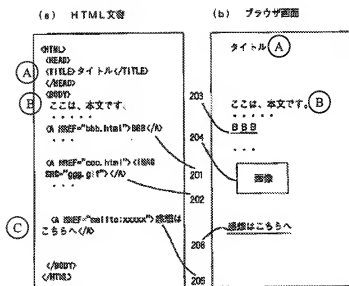 (a) HTML文書
<HTML>
<HEAD>
A <TITLE>タイトル</TITLE>
</HEAD>
<BODY>
B ここは、本文です。
・・・・・
<A HREF="bbb.html">BBB</A>
・・・
<A HREF="ccc.html"><IMAG
SRC="ggg.gif"></A>
・・・
C <A HREF="mailto:xxxxx">感想は
こちらへ</A>
</BODY>
</HTML>
203
204
201
202
206
205
(b) ブラウザ画面
タイトル A
ここは、本文です。 B
・・・・・
BBB
・・・
画像
感想はこちらへ